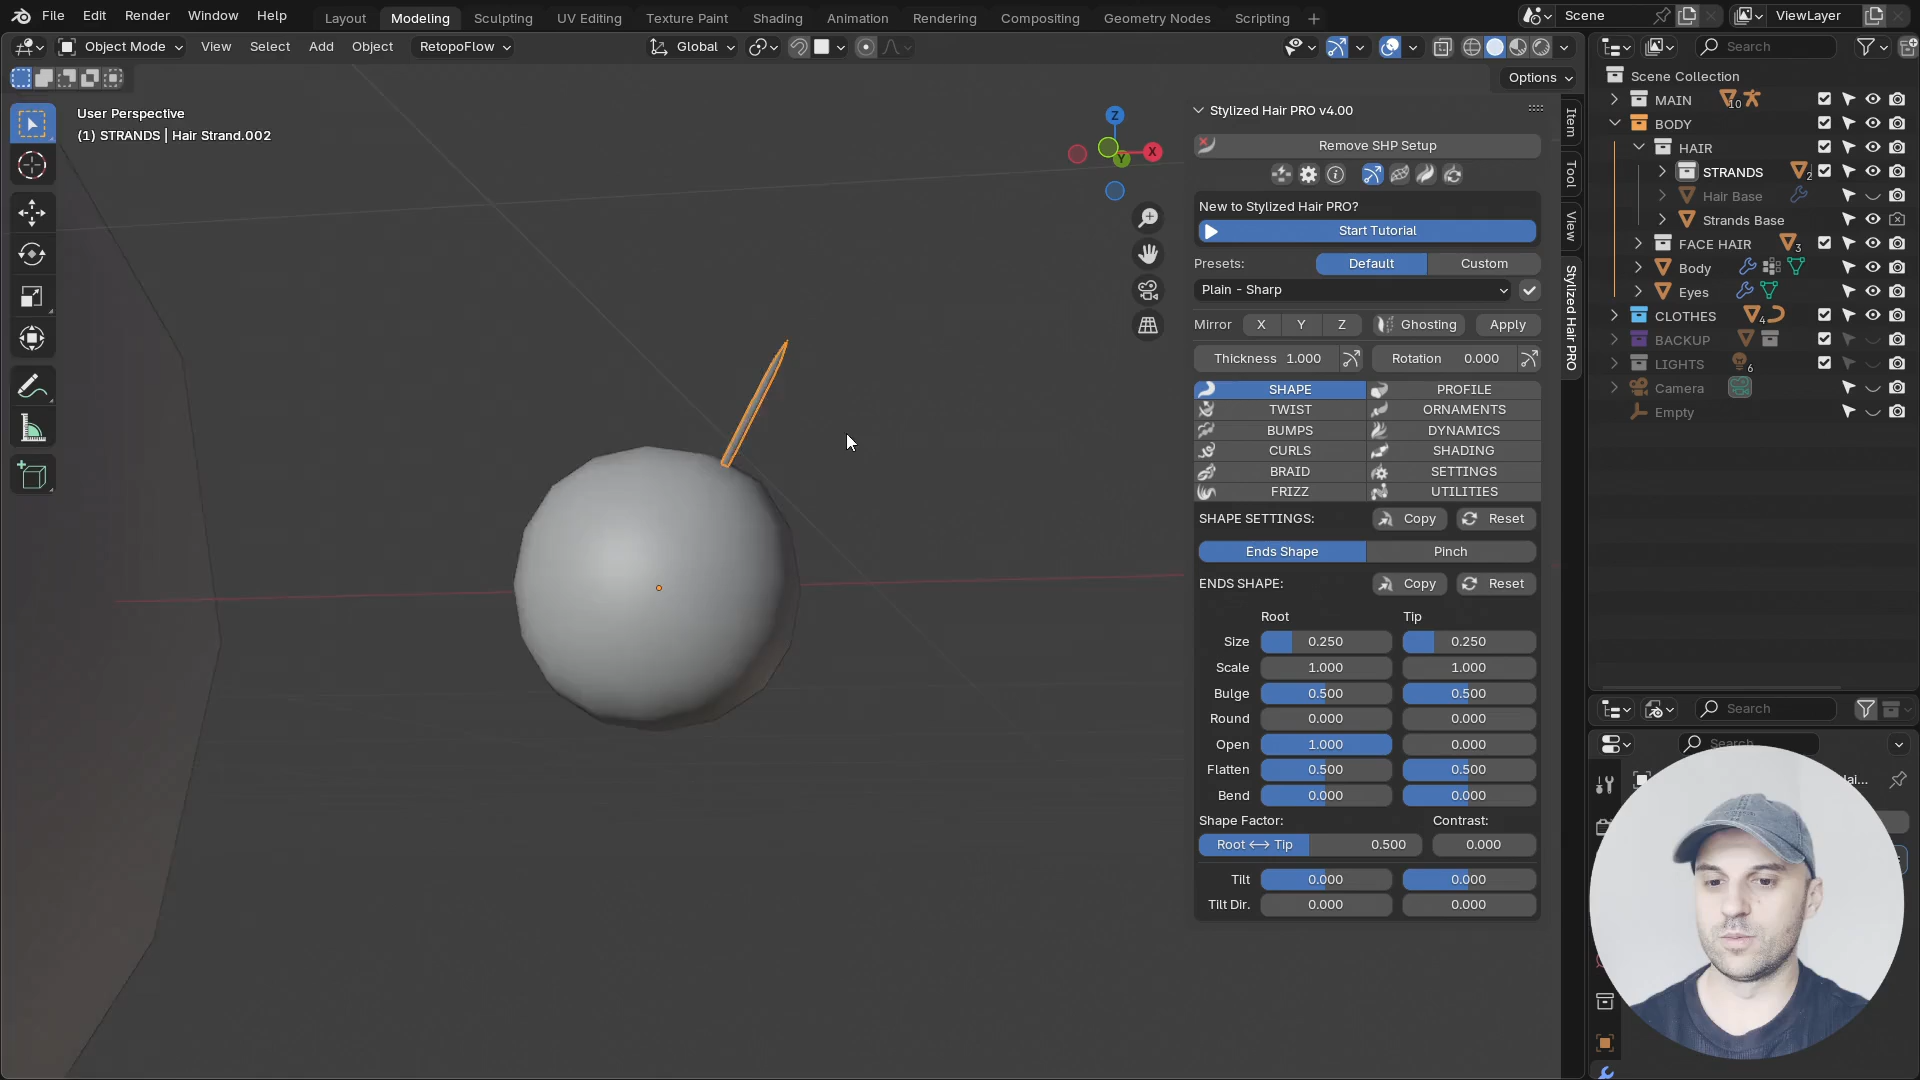 File Edit Render Window Help
Layout Modeling Sculpting UV Editing Texture Paint Shading Animation Rendering Compositing Geometry Nodes Scripting
Scene ViewLayer
Object Mode View Select Add Object RetopoFlow Global
Options
User Perspective
(1) STRANDS | Hair Strand.002
Z
X
Y
Item
Tool
View
Stylized Hair PRO
Stylized Hair PRO v4.00
Remove SHP Setup
New to Stylized Hair PRO?
Start Tutorial
Presets: Default Custom
Plain - Sharp
Mirror X Y Z Ghosting Apply
Thickness 1.000 Rotation 0.000
SHAPE PROFILE
TWIST ORNAMENTS
BUMPS DYNAMICS
CURLS SHADING
BRAID SETTINGS
FRIZZ UTILITIES
SHAPE SETTINGS: Copy Reset
Ends Shape Pinch
ENDS SHAPE: Copy Reset
Root Tip
Size 0.250 0.250
Scale 1.000 1.000
Bulge 0.500 0.500
Round 0.000 0.000
Open 1.000 0.000
Flatten 0.500 0.500
Bend 0.000 0.000
Shape Factor: Contrast:
Root <-> Tip 0.500 0.000
Tilt 0.000 0.000
Tilt Dir. 0.000 0.000
Search
Scene Collection
MAIN 10
BODY
HAIR
STRANDS 2
Hair Base
Strands Base
FACE HAIR 3
Body
Eyes
CLOTHES 4
BACKUP
LIGHTS 6
Camera
Empty
Search
Search